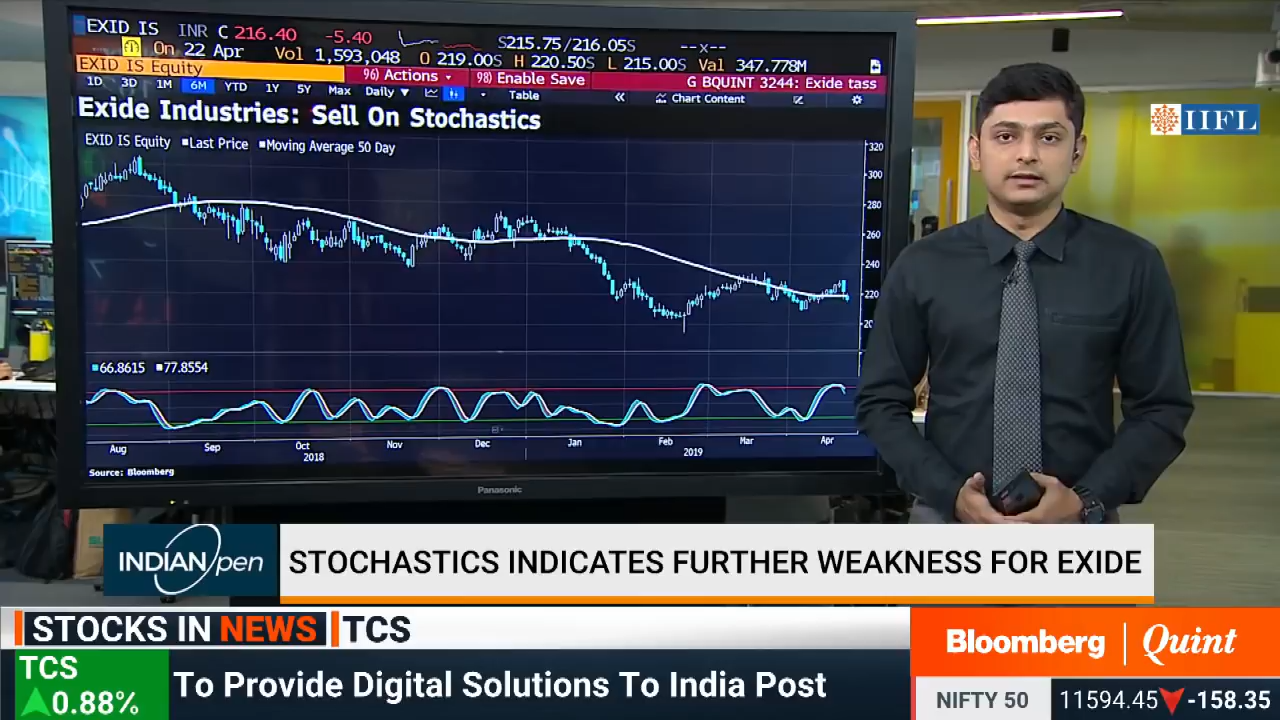 EXID IS INR C 216.40 -5.40 S215.75/216.05S --x--
On 22 Apr Vol 1,593,048 O 219.00S H 220.50S L 215.00S Val 347.778M
EXID IS Equity 96) Actions 98) Enable Save G BQUINT 3244: Exide tass
1D 3D 1M 6M YTD 1Y 5Y Max Daily ▼ Table « Chart Content
Exide Industries: Sell On Stochastics
EXID IS Equity Last Price Moving Average 50 Day
320
300
280
260
240
220
66.8615 77.8554
Aug Sep Oct Nov Dec Jan Feb Mar Apr
2018 2019
Source: Bloomberg
Panasonic
IIFL
INDIAN open
STOCHASTICS INDICATES FURTHER WEAKNESS FOR EXIDE
STOCKS IN NEWS TCS
Bloomberg | Quint
TCS
0.88%
To Provide Digital Solutions To India Post
NIFTY 50 11594.45 -158.35